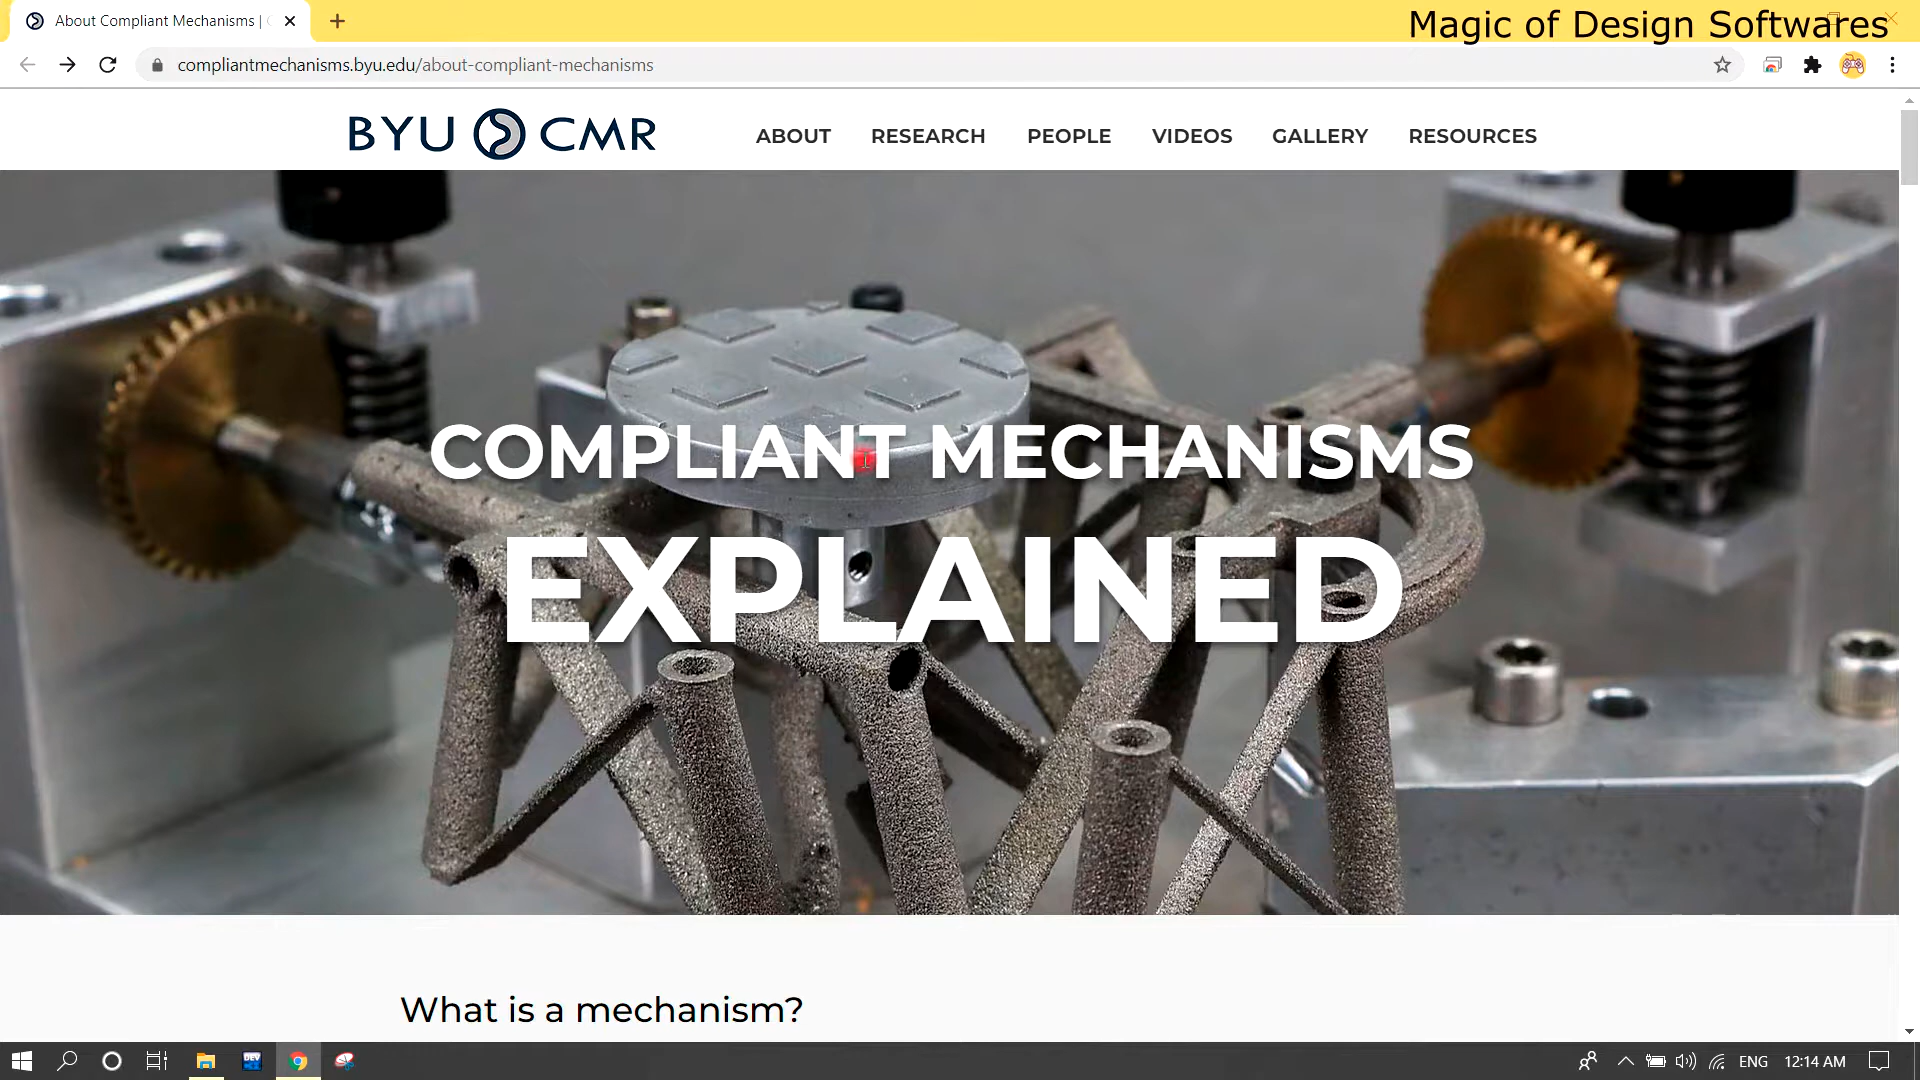 About Compliant Mechanisms |
Magic of Design Softwares
compliantmechanisms.byu.edu/about-compliant-mechanisms
BYU CMR
ABOUT
RESEARCH
PEOPLE
VIDEOS
GALLERY
RESOURCES
COMPLIANT MECHANISMS
EXPLAINED
What is a mechanism?
DEV
ENG
12:14 AM